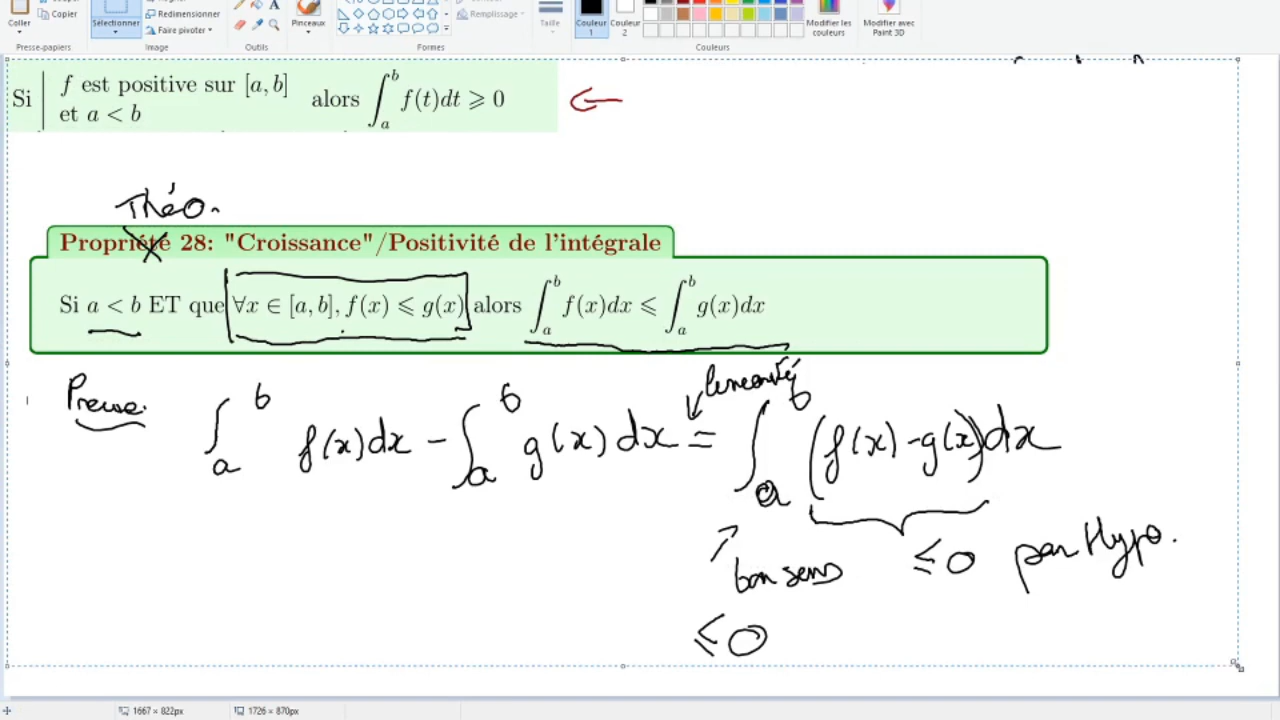 Coller
Copier
Presse-papiers
Sélectionner
Redimensionner
Faire pivoter
Image
A
Outils
Pinceaux
Remplissage
Formes
Taille
Couleur 1
Couleur 2
Couleurs
Modifier les couleurs
Modifier avec Paint 3D
Si | f est positive sur [a, b] et a < b alors ∫_a^b f(t)dt ⩾ 0 ←
Théo.
Propriété 28: "Croissance"/Positivité de l'intégrale
Si a < b ET que ∀x ∈ [a, b], f(x) ⩽ g(x) alors ∫_a^b f(x)dx ⩽ ∫_a^b g(x)dx
linéarité
Preuve. ∫_a^b f(x)dx - ∫_a^b g(x)dx = ∫_a^b (f(x) - g(x))dx
bon sens ≤ 0 par Hypo.
≤ 0
1667 × 822px 1726 × 870px